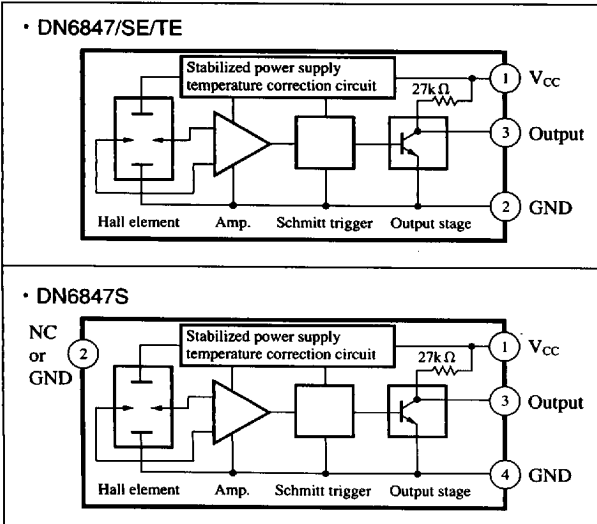 · DN6847/SE/TE
Stabilized power supply
temperature correction circuit
27kΩ
1
VCC
3
Output
2
GND
Hall element
Amp.
Schmitt trigger
Output stage
· DN6847S
NC
or
GND
2
Stabilized power supply
temperature correction circuit
27kΩ
1
VCC
3
Output
4
GND
Hall element
Amp.
Schmitt trigger
Output stage